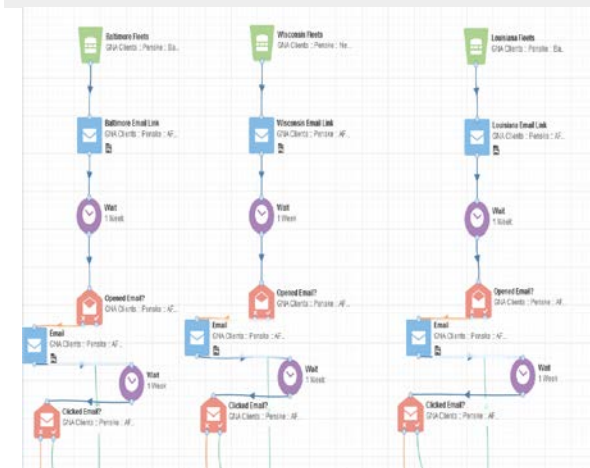 Baltimore Fleets
GNA Clients : Penske : Ba...
Wisconsin Fleets
GNA Clients : Penske : Ne...
Louisiana Fleets
GNA Clients : Penske : Ba...
Baltimore Email Link
GNA Clients : Penske : AF...
Wisconsin Email Link
GNA Clients : Penske : AF...
Louisiana Email Link
GNA Clients : Penske : AF...
Wait
1 Week
Wait
1 Week
Wait
1 Week
Opened Email?
GNA Clients : Penske : AF...
Opened Email?
GNA Clients : Penske : AF...
Opened Email?
GNA Clients : Penske : AF...
Email
GNA Clients : Penske : AF...
Email
GNA Clients : Penske : AF...
Email
GNA Clients : Penske : AF...
Wait
1 Week
Wait
1 Week
Wait
1 Week
Clicked Email?
GNA Clients : Penske : AF...
Clicked Email?
GNA Clients : Penske : AF...
Clicked Email?
GNA Clients : Penske : AF...